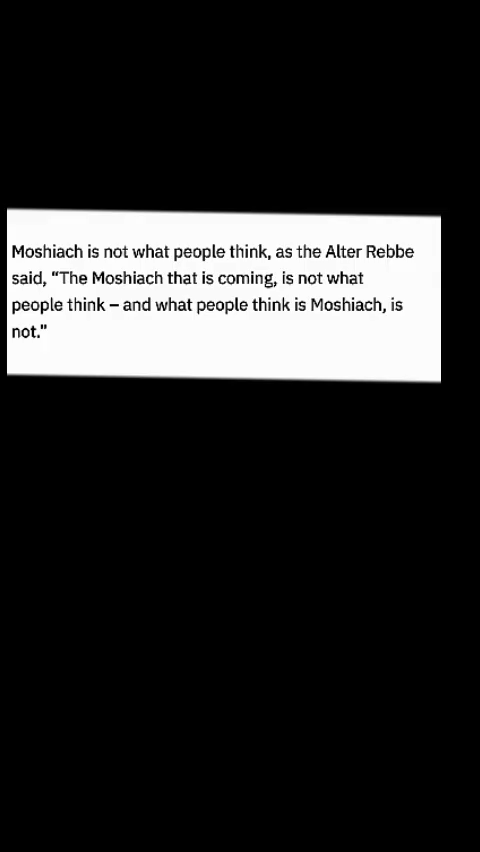 Moshiach is not what people think, as the Alter Rebbe
said, “The Moshiach that is coming, is not what
people think – and what people think is Moshiach, is
not.”